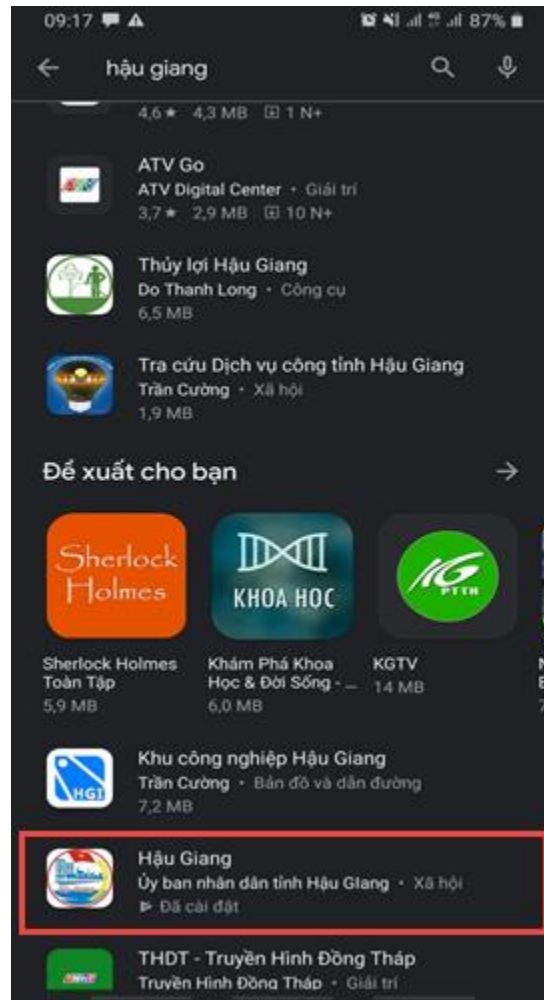 09:17
87%
hậu giang
4,6★ 4,3 MB 1 N+
ATV Go
ATV Digital Center • Giải trí
3,7★ 2,9 MB 10 N+
Thủy lợi Hậu Giang
Do Thanh Long • Công cụ
6,5 MB
Tra cứu Dịch vụ công tỉnh Hậu Giang
Trần Cường • Xã hội
1,9 MB
Đề xuất cho bạn
Sherlock
Holmes
KHOA HỌC
KG
PTTH
Sherlock Holmes
Toàn Tập
5,9 MB
Khám Phá Khoa
Học & Đời Sống - ...
6,0 MB
KGTV
14 MB
Khu công nghiệp Hậu Giang
Trần Cường • Bản đồ và dẫn đường
7,2 MB
HGI
Hậu Giang
Ủy ban nhân dân tỉnh Hậu Giang • Xã hội
Đã cài đặt
THDT - Truyền Hình Đồng Tháp
Truyền Hình Đồng Tháp • Giải trí